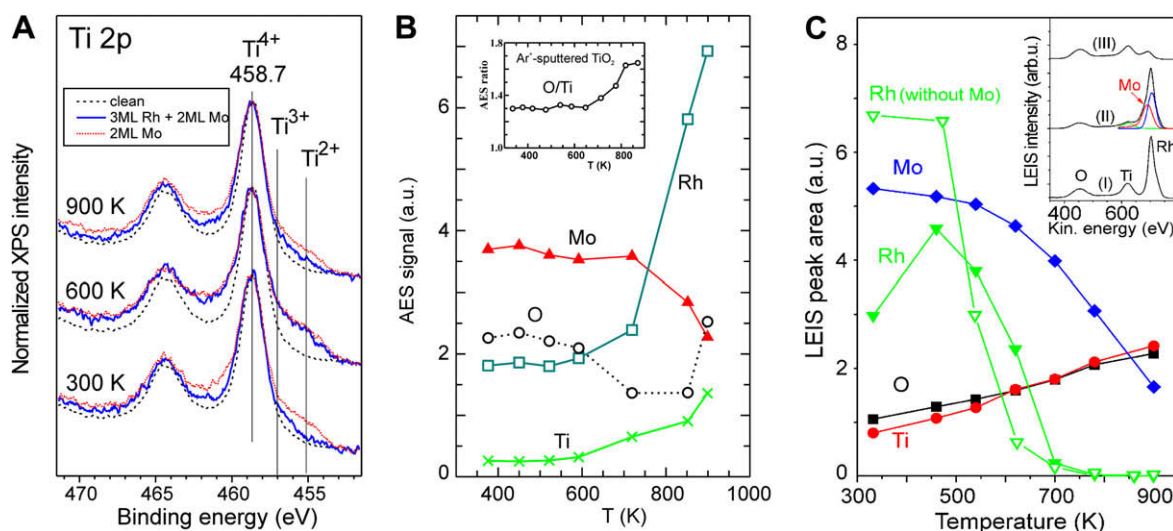 A
Ti 2p
Ti4+
458.7
clean
3ML Rh + 2ML Mo
2ML Mo
Ti3+
Ti2+
900 K
600 K
300 K
Normalized XPS intensity
470
465
460
455
Binding energy (eV)
B
Ar+-sputtered TiO2
O/Ti
AES ratio
1.8
1.6
1.4
1.2
1.0
400
600
800
T (K)
Rh
Mo
O
Ti
AES signal (a.u.)
6
4
2
0
400
600
800
1000
T (K)
C
(III)
Mo
(II)
Rh
O
Ti
(I)
LEIS intensity (arb.u.)
400
600
Kin. energy (eV)
Rh (without Mo)
Mo
Rh
O
Ti
LEIS peak area (a.u.)
8
6
4
2
0
300
500
700
900
Temperature (K)